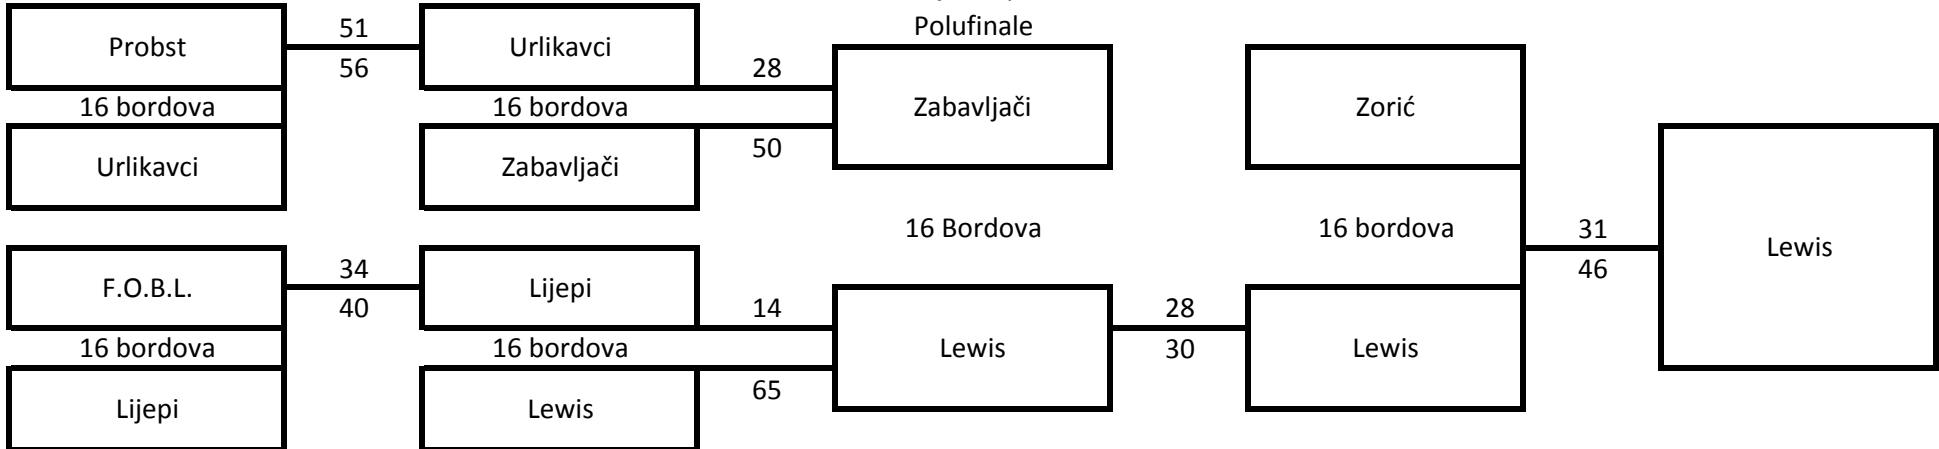 Polufinale
Probst
51
56
Urlikavci
28
16 bordova
16 bordova
Zabavljači
Zorić
Urlikavci
Zabavljači
50
16 Bordova
16 bordova
31
46
Lewis
F.O.B.L.
34
40
Lijepi
14
28
30
16 bordova
16 bordova
Lewis
Lewis
65
Lijepi
Lewis